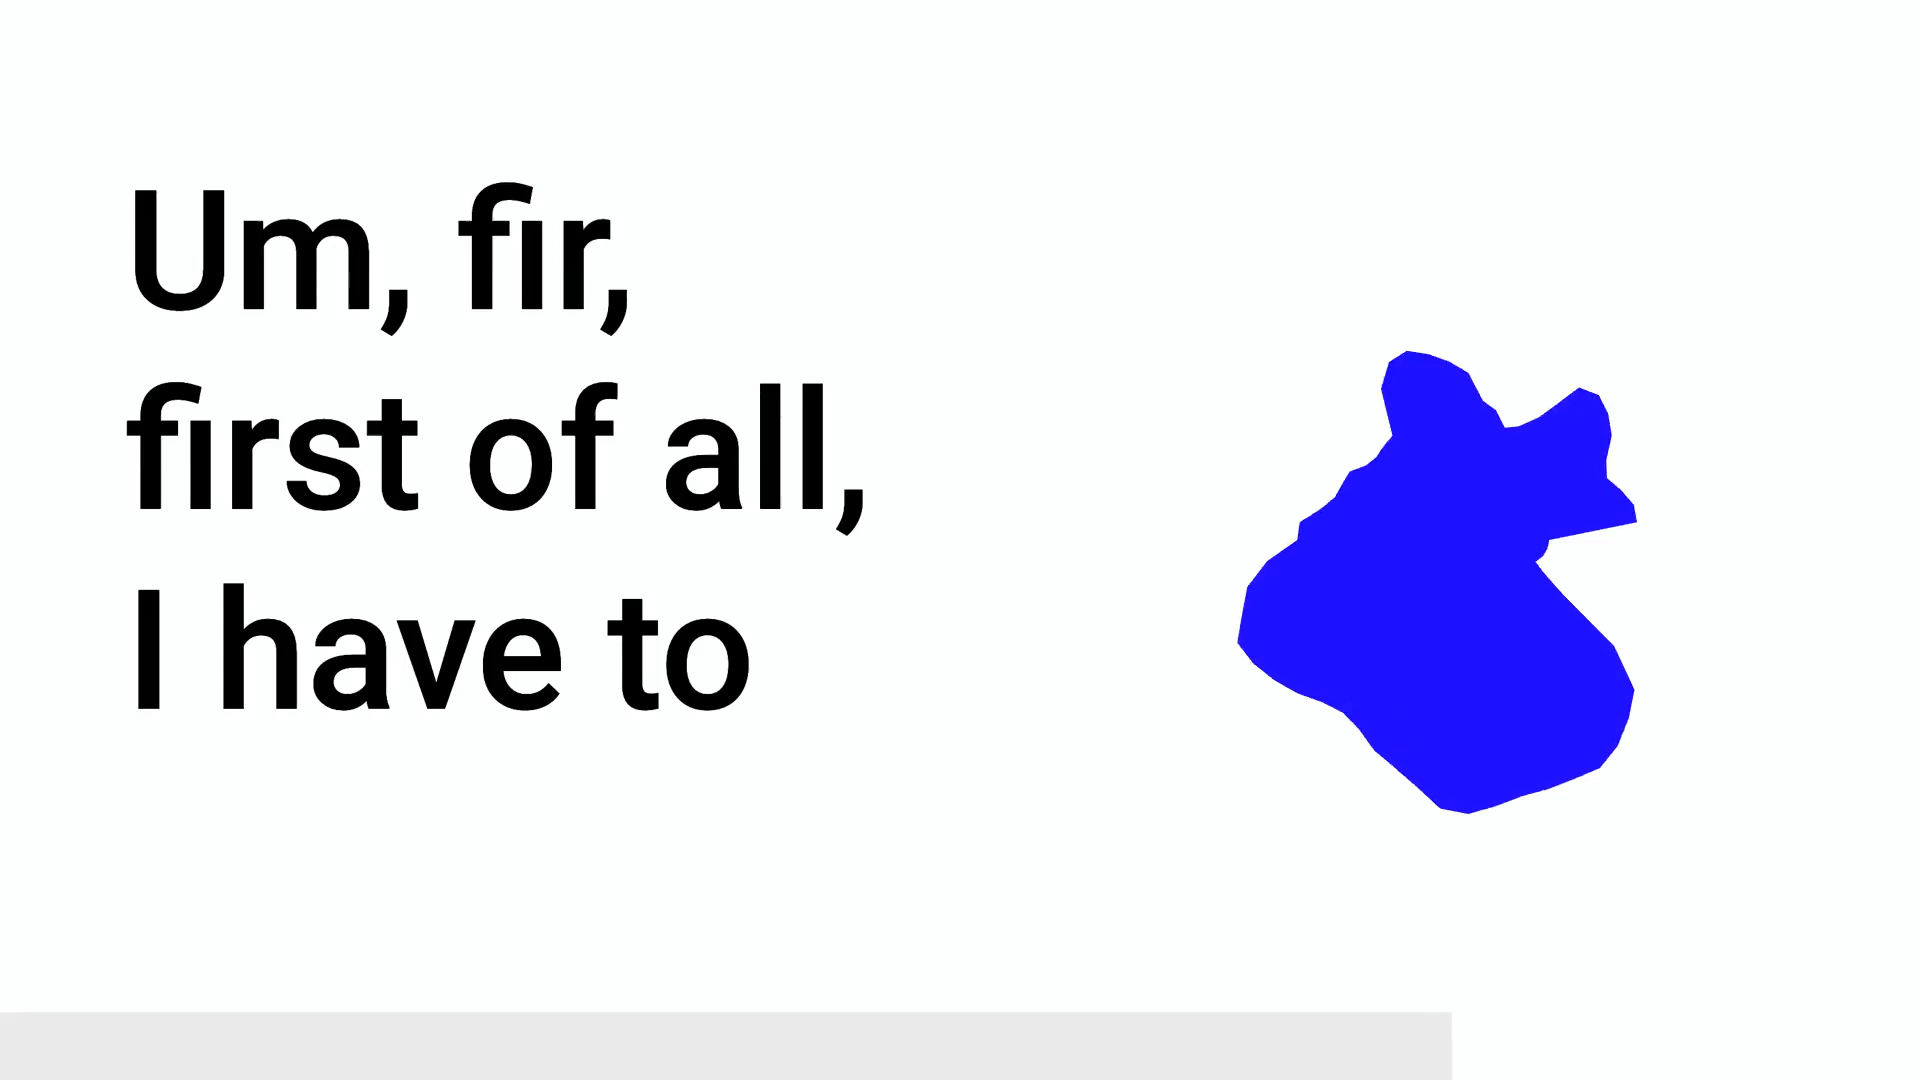 Um, fir,
first of all,
I have to